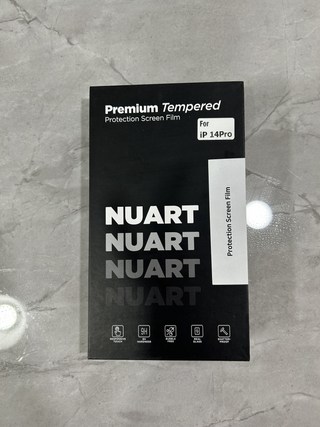 Premium Tempered
Protection Screen Film
For
iP 14Pro
Protection Screen Film
NUART
NUART
NUART
NUART